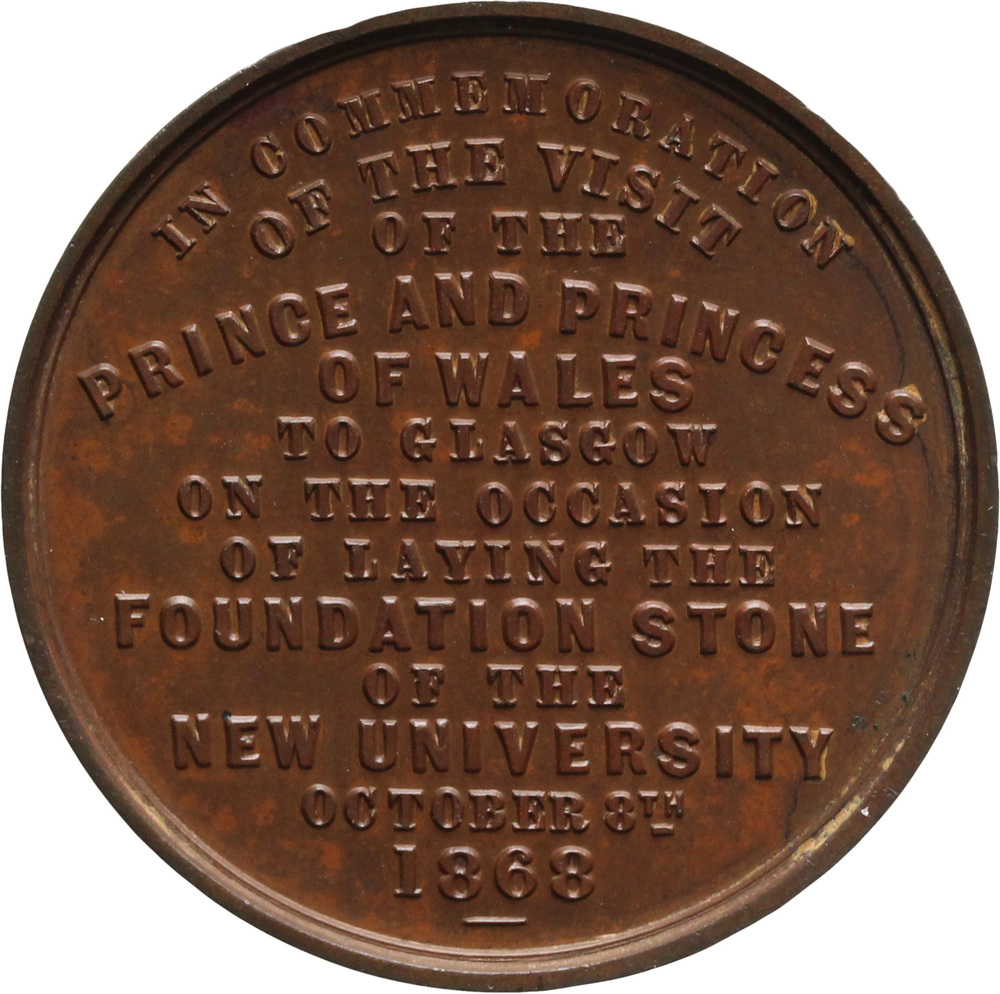 IN COMMEMORATION
OF THE VISIT
OF THE
PRINCE AND PRINCESS
OF WALES
TO GLASGOW
ON THE OCCASION
OF LAYING THE
FOUNDATION STONE
OF THE
NEW UNIVERSITY
OCTOBER 8TH
1868